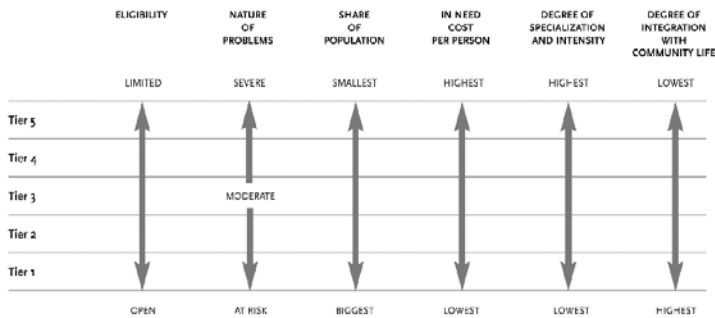 ELIGIBILITY
NATURE
OF
PROBLEMS
SHARE
OF
POPULATION
IN NEED
COST
PER PERSON
DEGREE OF
SPECIALIZATION
AND INTENSITY
DEGREE OF
INTEGRATION
WITH
COMMUNITY LIFE
LIMITED SEVERE SMALLEST HIGHEST HIGHEST LOWEST
Tier 5
Tier 4
Tier 3 MODERATE
Tier 2
Tier 1
OPEN AT RISK BIGGEST LOWEST LOWEST HIGHEST